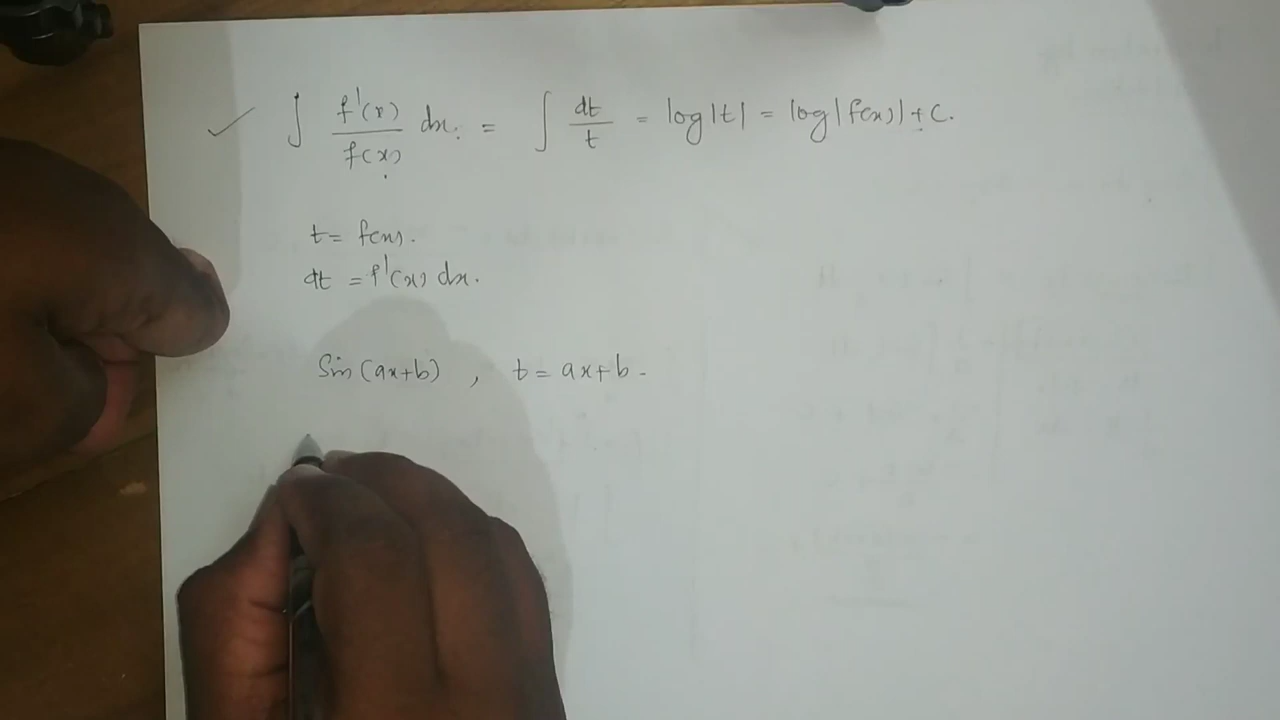 ✓ ∫ f'(x)/f(x) dx. = ∫ dt/t = log|t| = log|f(x)| + C.
t = f(x).
dt = f'(x) dx.
Sin(ax+b) , t = ax+b.